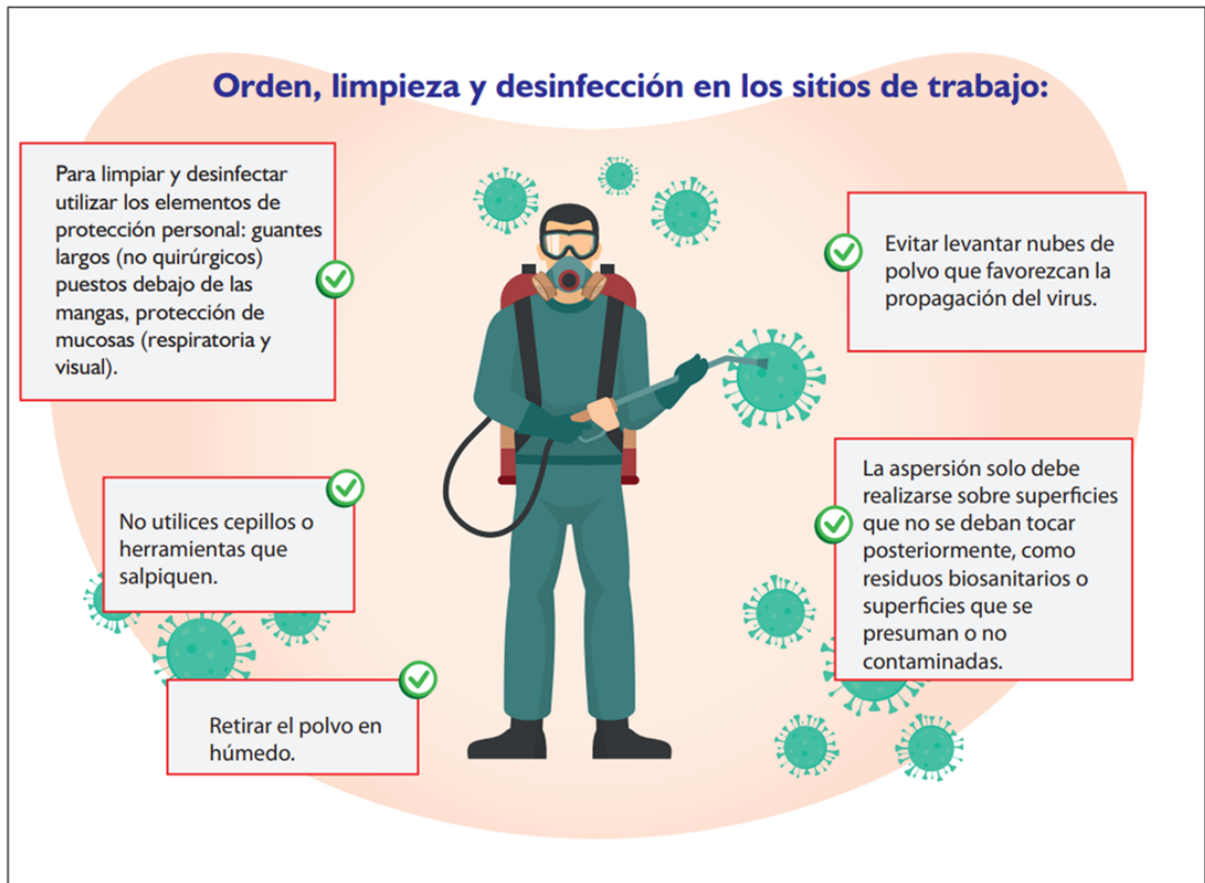 Orden, limpieza y desinfección en los sitios de trabajo:
Para limpiar y desinfectar
utilizar los elementos de
protección personal: guantes
largos (no quirúrgicos)
puestos debajo de las
mangas, protección de
mucosas (respiratoria y
visual).
No utilices cepillos o
herramientas que
salpiquen.
Retirar el polvo en
húmedo.
Evitar levantar nubes de
polvo que favorezcan la
propagación del virus.
La aspersión solo debe
realizarse sobre superficies
que no se deban tocar
posteriormente, como
residuos biosanitarios o
superficies que se
presuman o no
contaminadas.